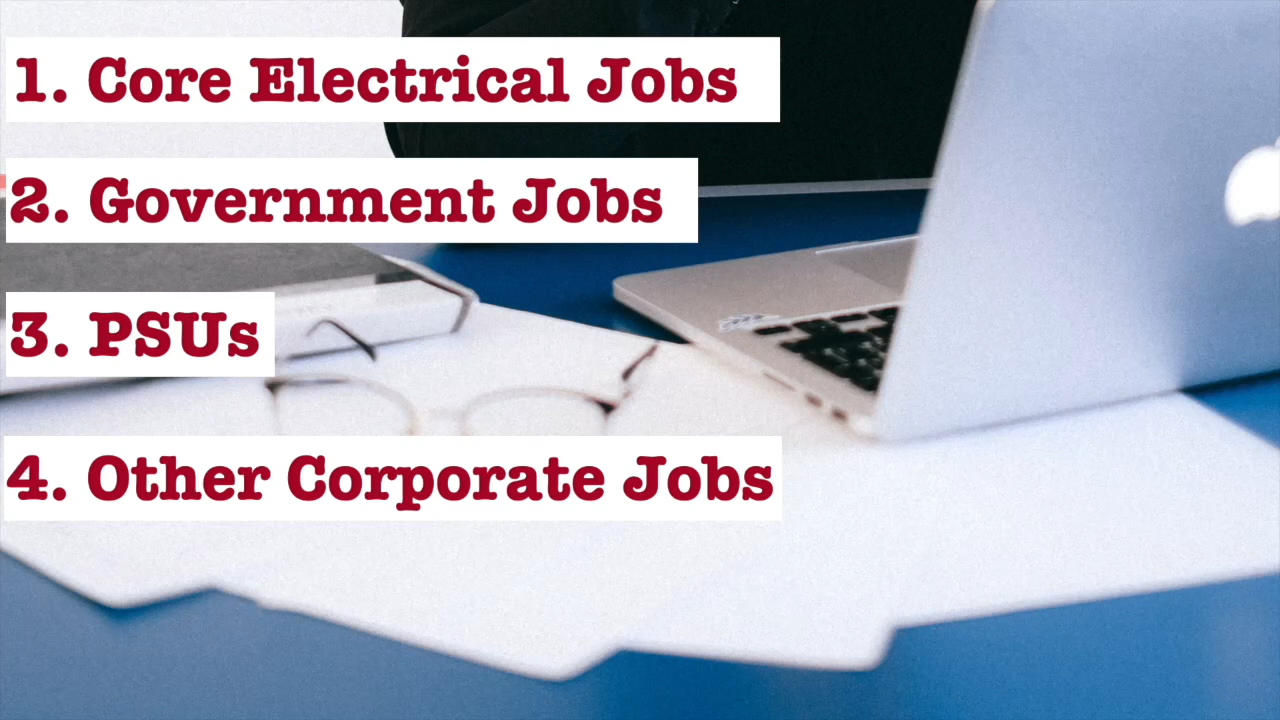 1. Core Electrical Jobs
2. Government Jobs
3. PSUs
4. Other Corporate Jobs